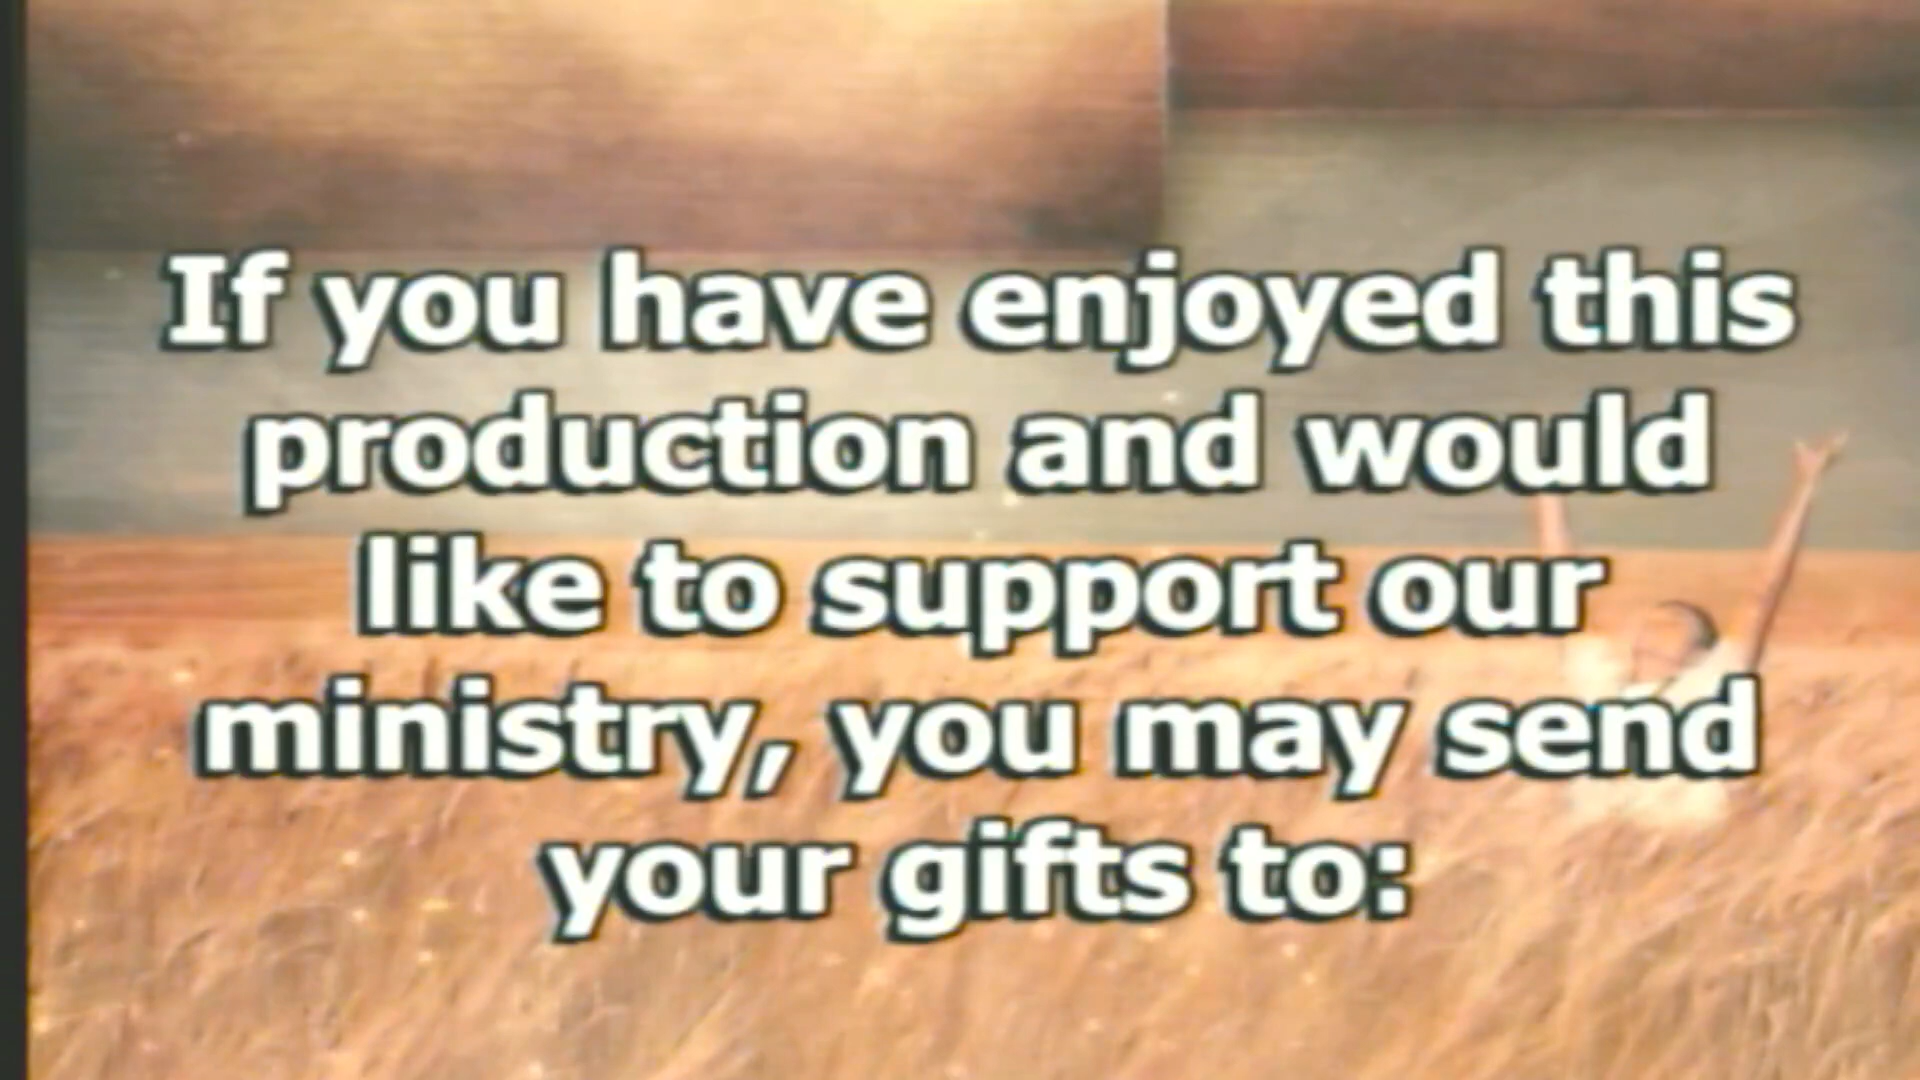 If you have enjoyed this
production and would
like to support our
ministry, you may send
your gifts to: